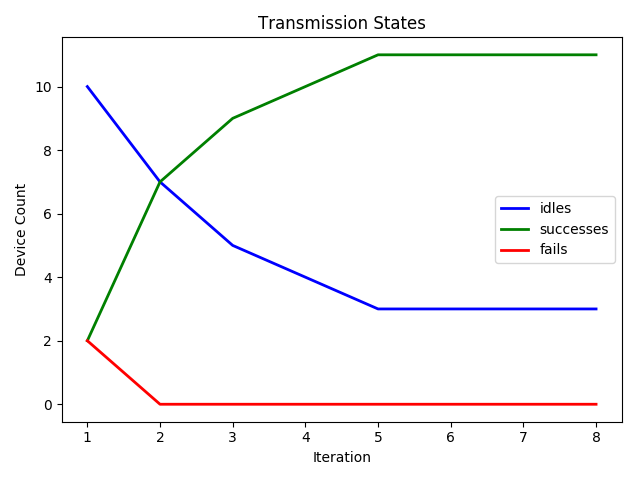 Transmission States
Device Count
10
8
6
4
2
0
idles
successes
fails
1 2 3 4 5 6 7 8
Iteration